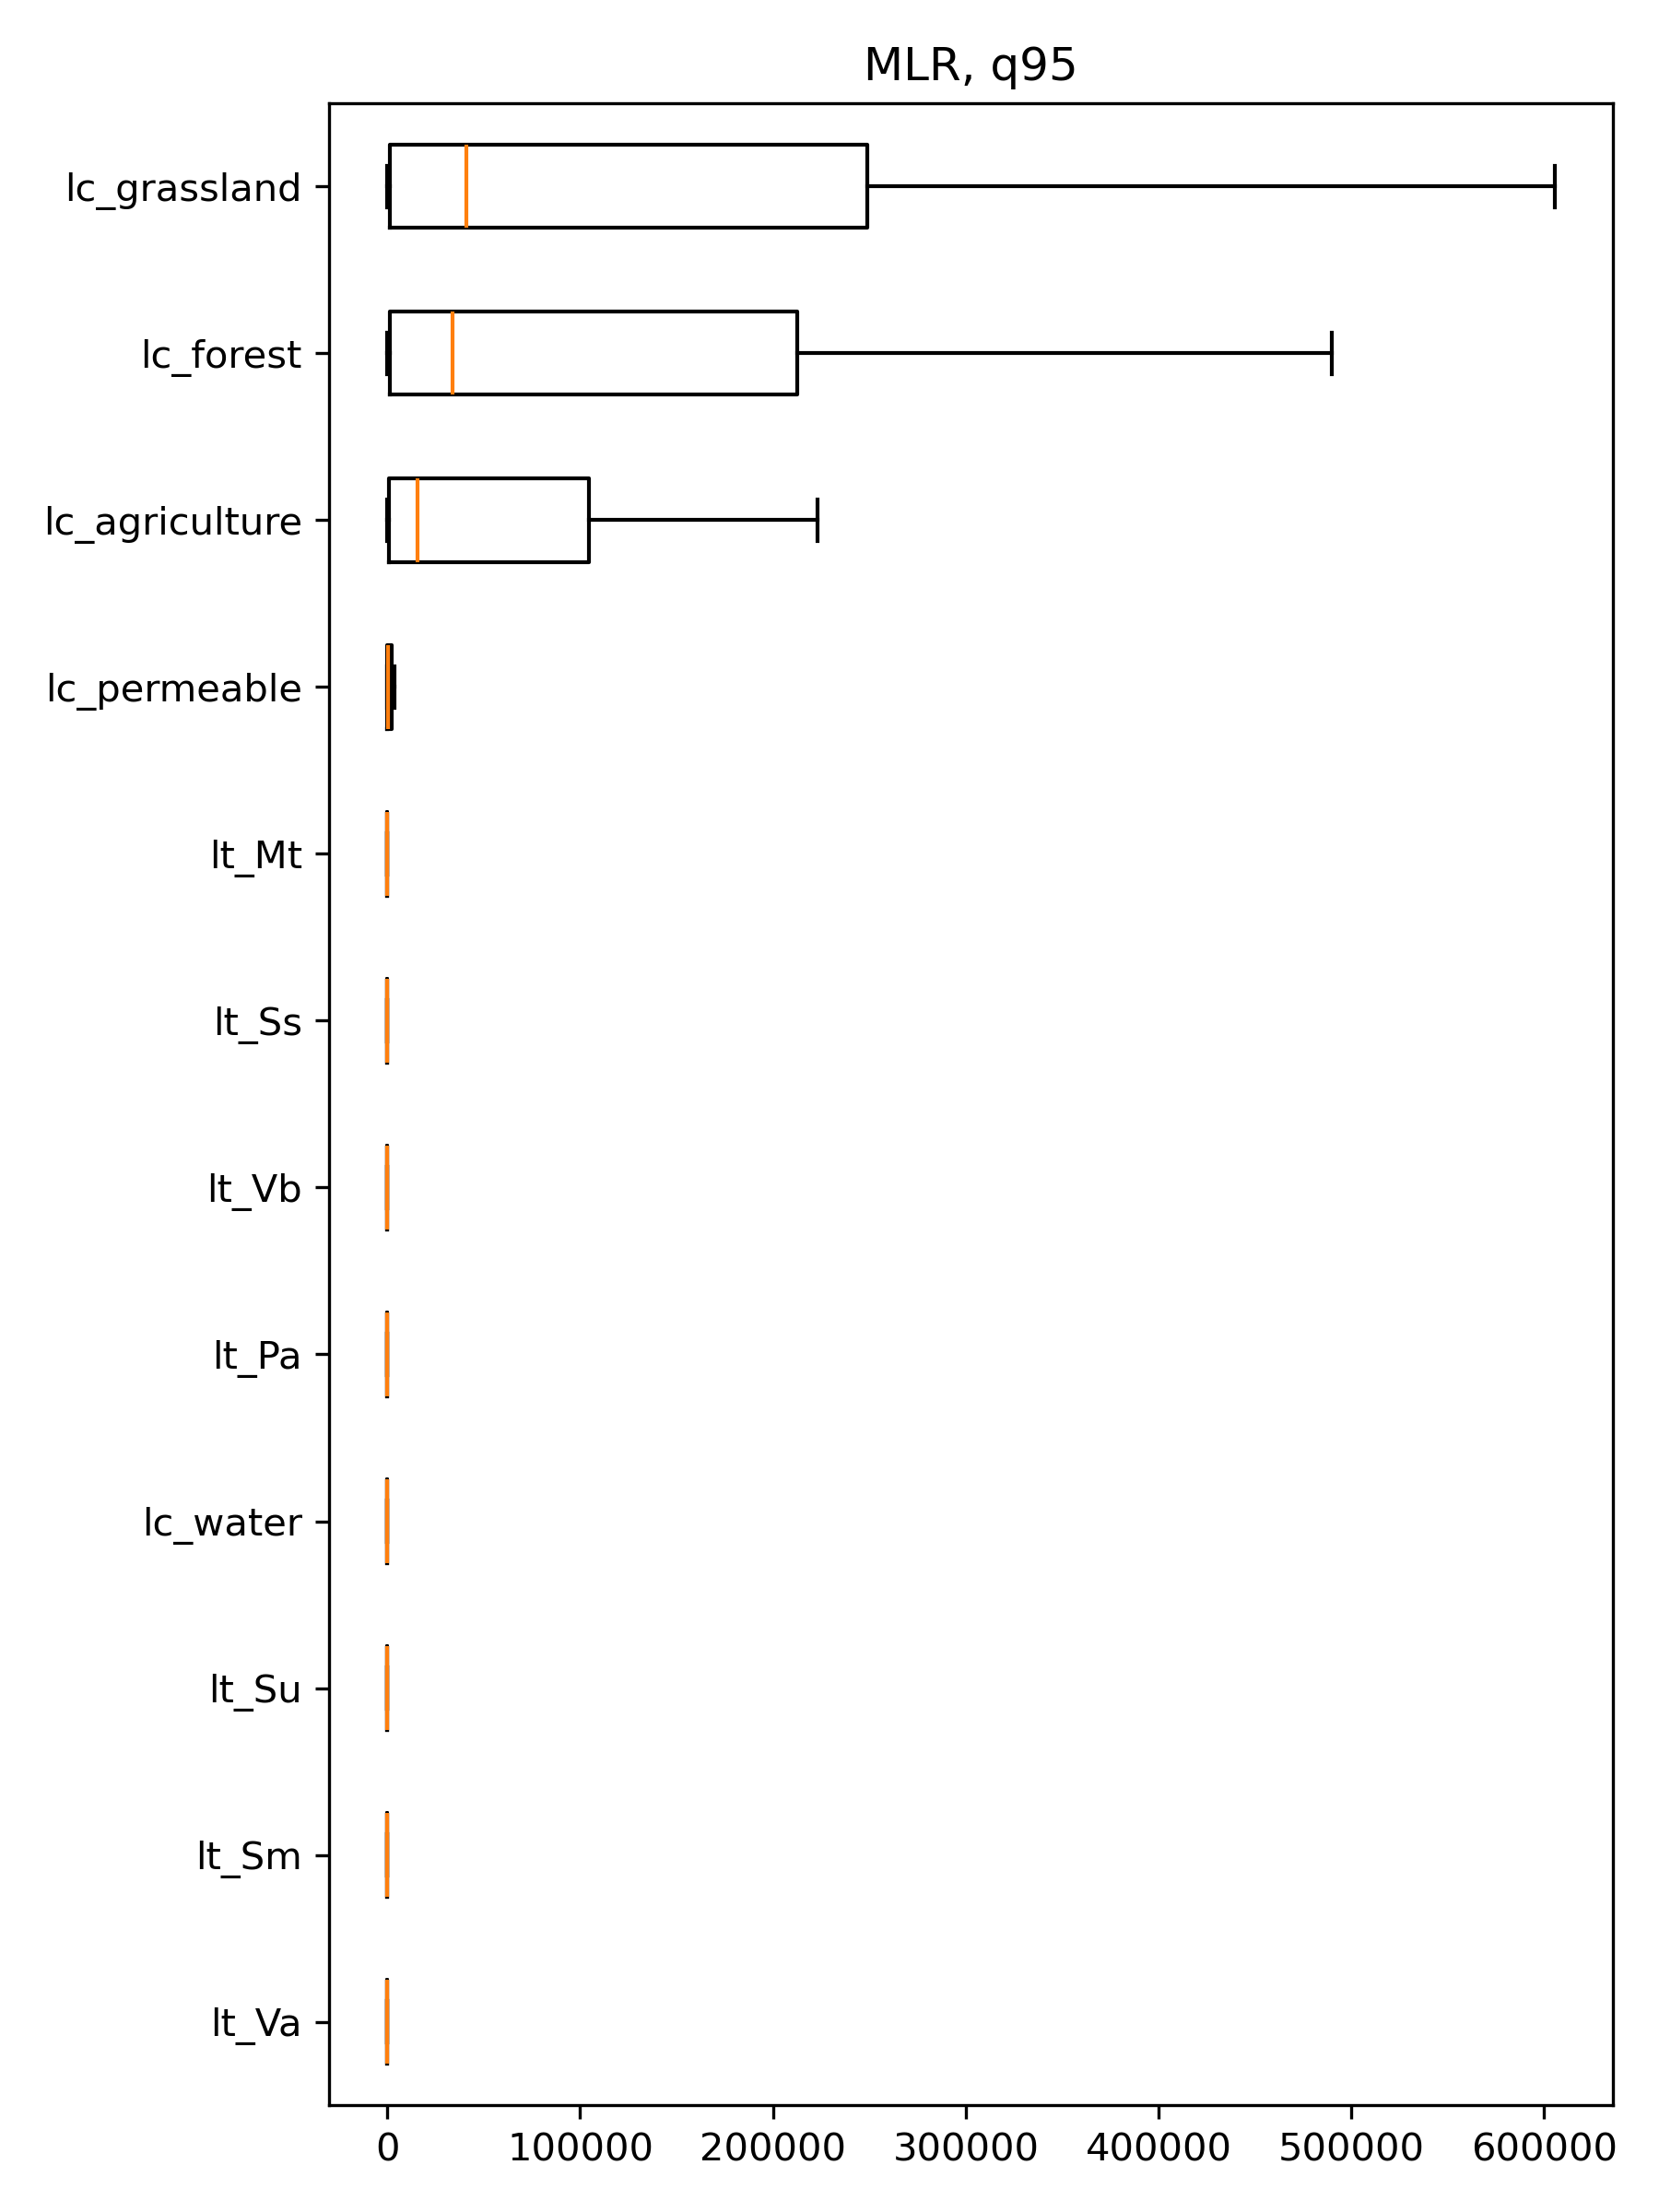 MLR, q95
lc_grassland
lc_forest
lc_agriculture
lc_permeable
lt_Mt
lt_Ss
lt_Vb
lt_Pa
lc_water
lt_Su
lt_Sm
lt_Va
0 100000 200000 300000 400000 500000 600000